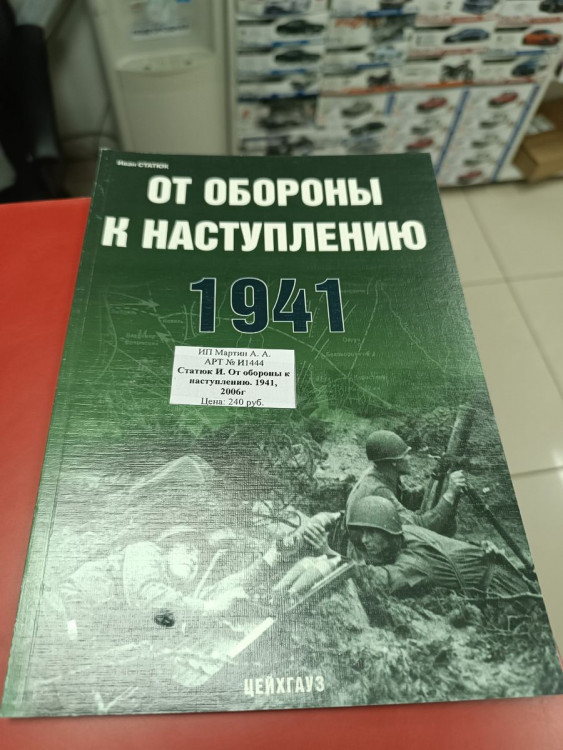 Иван СТАТЮК
ОТ ОБОРОНЫ
К НАСТУПЛЕНИЮ
1941
ИП Мартин А. А.
АРТ № И1444
Статюк И. От обороны к
наступлению. 1941,
2006г
Цена: 240 руб.
ЦЕЙХГАУЗ